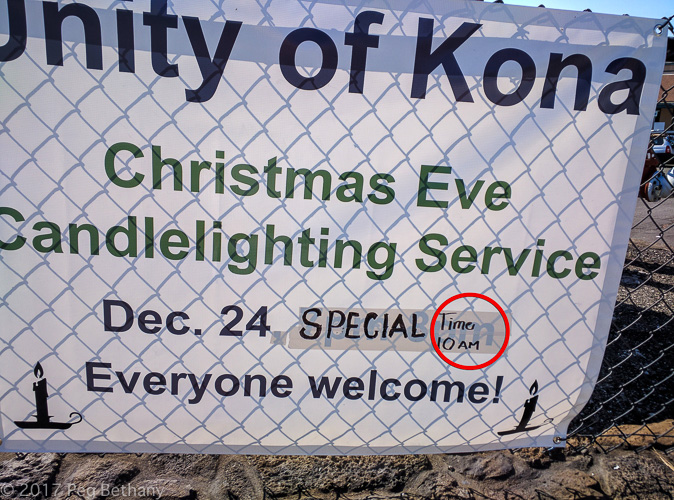 Unity of Kona
Christmas Eve
Candlelighting Service
Dec. 24 SPECIAL Time 10 AM
Everyone welcome!
© 2017 Peg Bethany